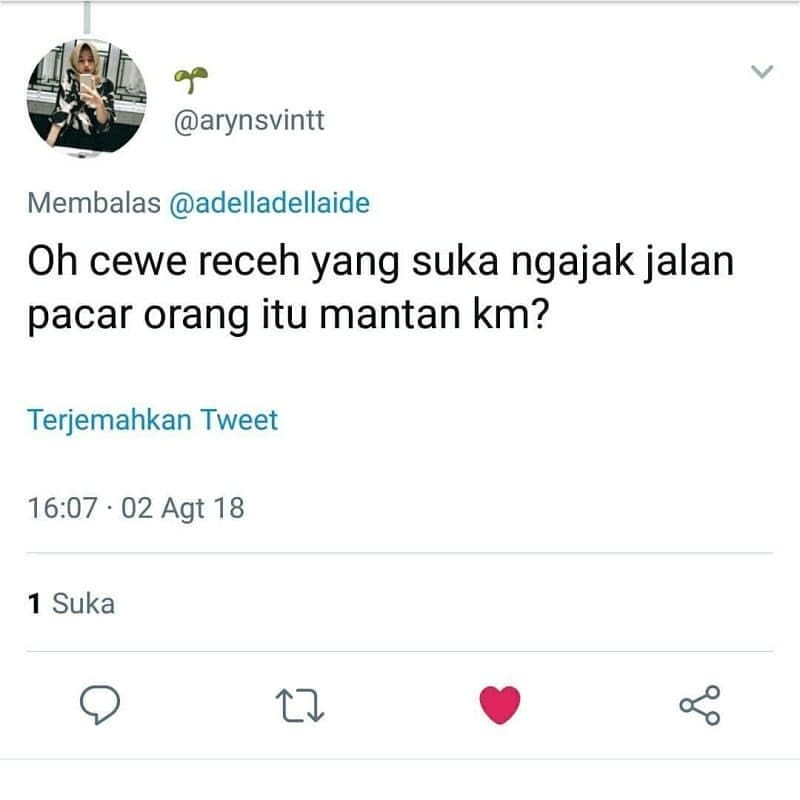 🌱
@arynsvintt
Membalas @adelladellaide
Oh cewe receh yang suka ngajak jalan
pacar orang itu mantan km?
Terjemahkan Tweet
16:07 · 02 Agt 18
1 Suka